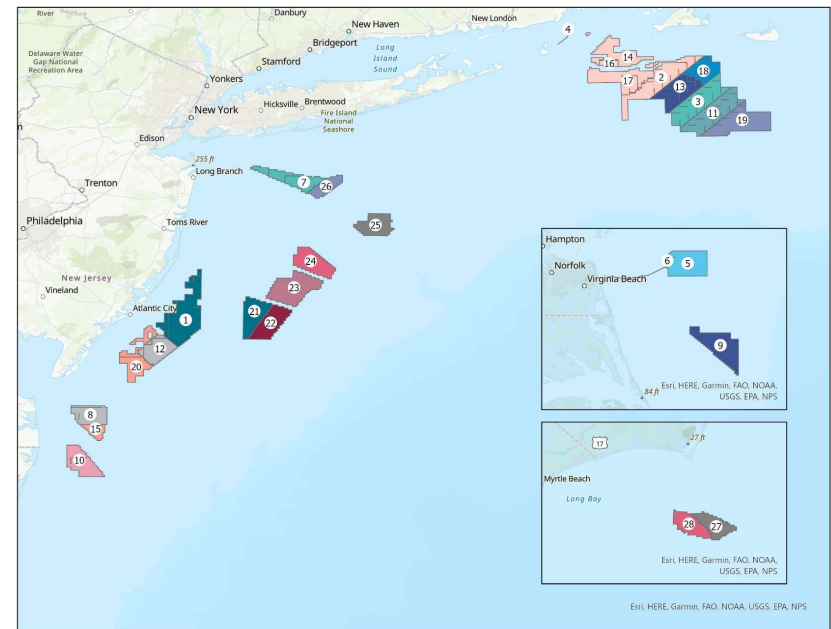 River
Danbury
New Haven
New London
4
Bridgeport
Long
Island
Sound
Delaware Water
Gap National
Recreation Area
Stamford
14
16
18
2
17
13
Yonkers
3
11
19
New York
Hicksville
Brentwood
Fire Island
National
Seashore
n
Edison
255 ft
Long Branch
Trenton
7
26
Philadelphia
Toms River
25
24
New Jersey
Vineland
23
Atlantic City
21
22
1
12
20
8
15
10
Hampton
Norfolk
6
5
Virginia Beach
9
Esri, HERE, Garmin, FAO, NOAA,
USGS, EPA, NPS
84 ft
17
27 ft
Myrtle Beach
Long Bay
28
27
Esri, HERE, Garmin, FAO, NOAA,
USGS, EPA, NPS
Esri, HERE, Garmin, FAO, NOAA, USGS, EPA, NPS